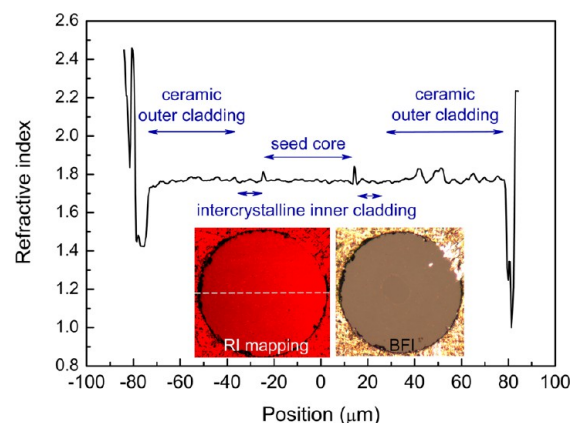 2.6
2.4
2.2
2.0
1.8
1.6
1.4
1.2
1.0
0.8
Refractive index
ceramic
outer cladding
ceramic
outer cladding
seed core
intercrystalline inner cladding
RI mapping
BFI
-100 -80 -60 -40 -20 0 20 40 60 80 100
Position (μm)